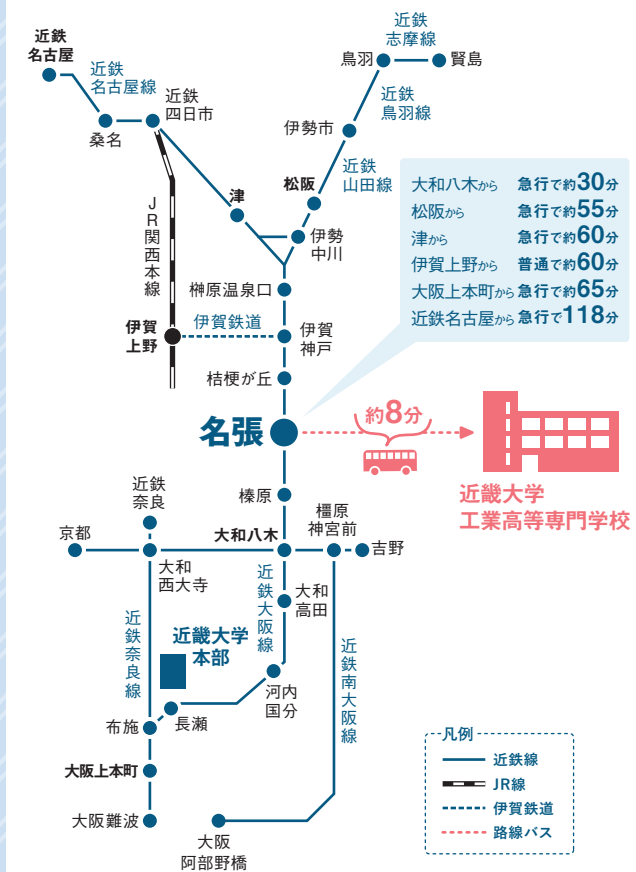 近鉄
名古屋
近鉄
名古屋線
桑名
近鉄
四日市
JR関西本線
津
近鉄
志摩線
鳥羽
賢島
近鉄
鳥羽線
伊勢市
近鉄
山田線
松阪
伊勢
中川
榊原温泉口
伊賀
上野
伊賀鉄道
伊賀
神戸
桔梗が丘
大和八木から 急行で約30分
松阪から 急行で約55分
津から 急行で約60分
伊賀上野から 普通で約60分
大阪上本町から 急行で約65分
近鉄名古屋から 急行で118分
名張
約8分
近畿大学
工業高等専門学校
榛原
近鉄
奈良
京都
大和
西大寺
大和八木
橿原
神宮前
吉野
近鉄大阪線
大和
高田
近鉄奈良線
近畿大学
本部
近鉄南大阪線
河内
国分
長瀬
布施
大阪上本町
大阪難波
大阪
阿部野橋
凡例
近鉄線
JR線
伊賀鉄道
路線バス